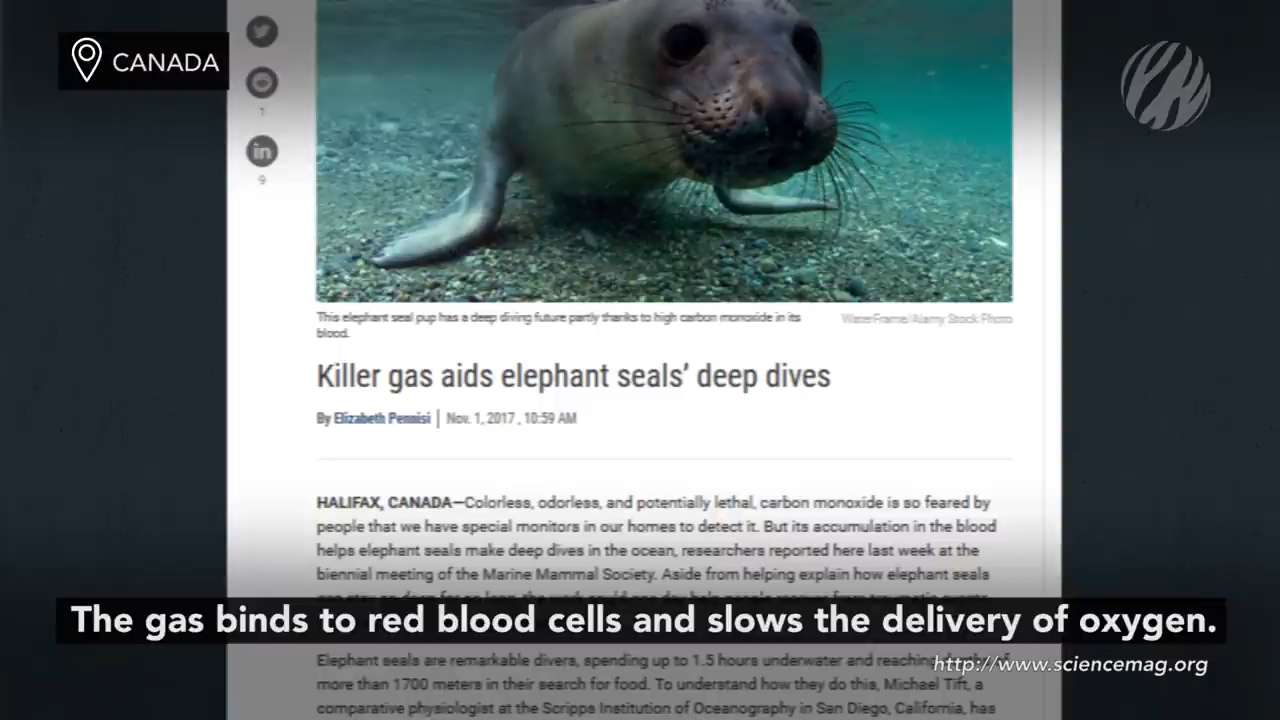 CANADA
1
9
This elephant seal pup has a deep diving future partly thanks to high carbon monoxide in its
blood.
WaterFrame/Alamy Stock Photo
Killer gas aids elephant seals' deep dives
By Elizabeth Pennisi | Nov. 1, 2017 , 10:59 AM
HALIFAX, CANADA—Colorless, odorless, and potentially lethal, carbon monoxide is so feared by
people that we have special monitors in our homes to detect it. But its accumulation in the blood
helps elephant seals make deep dives in the ocean, researchers reported here last week at the
biennial meeting of the Marine Mammal Society. Aside from helping explain how elephant seals
The gas binds to red blood cells and slows the delivery of oxygen.
Elephant seals are remarkable divers, spending up to 1.5 hours underwater and reaching
http://www.sciencemag.org
more than 1700 meters in their search for food. To understand how they do this, Michael Tift, a
comparative physiologist at the Scripps Institution of Oceanography in San Diego, California, has